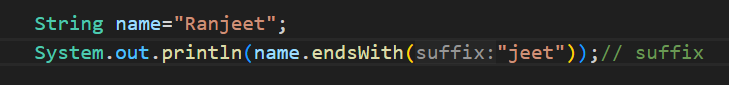 String name="Ranjeet";
System.out.println(name.endsWith(suffix:"jeet"));// suffix